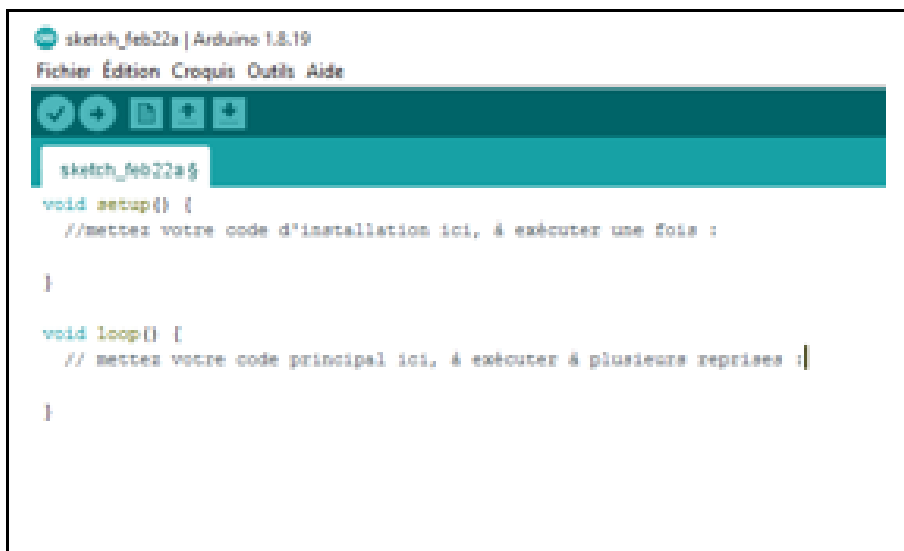 sketch_feb22a | Arduino 1.8.19
Fichier Édition Croquis Outils Aide
sketch_feb22a §
void setup() {
//mettez votre code d'installation ici, á exécuter une fois :
}
void loop() {
// mettez votre code principal ici, á exécuter á plusieurs reprises :
}